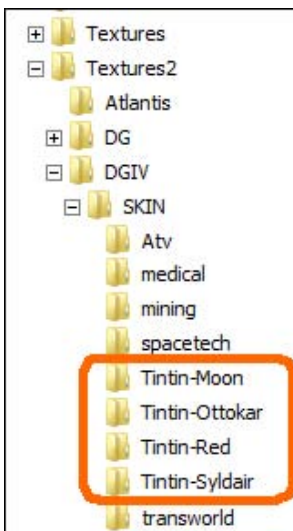 Textures
Textures2
Atlantis
DG
DGIV
SKIN
Atv
medical
mining
spacetech
Tintin-Moon
Tintin-Ottokar
Tintin-Red
Tintin-Syldair
transworld